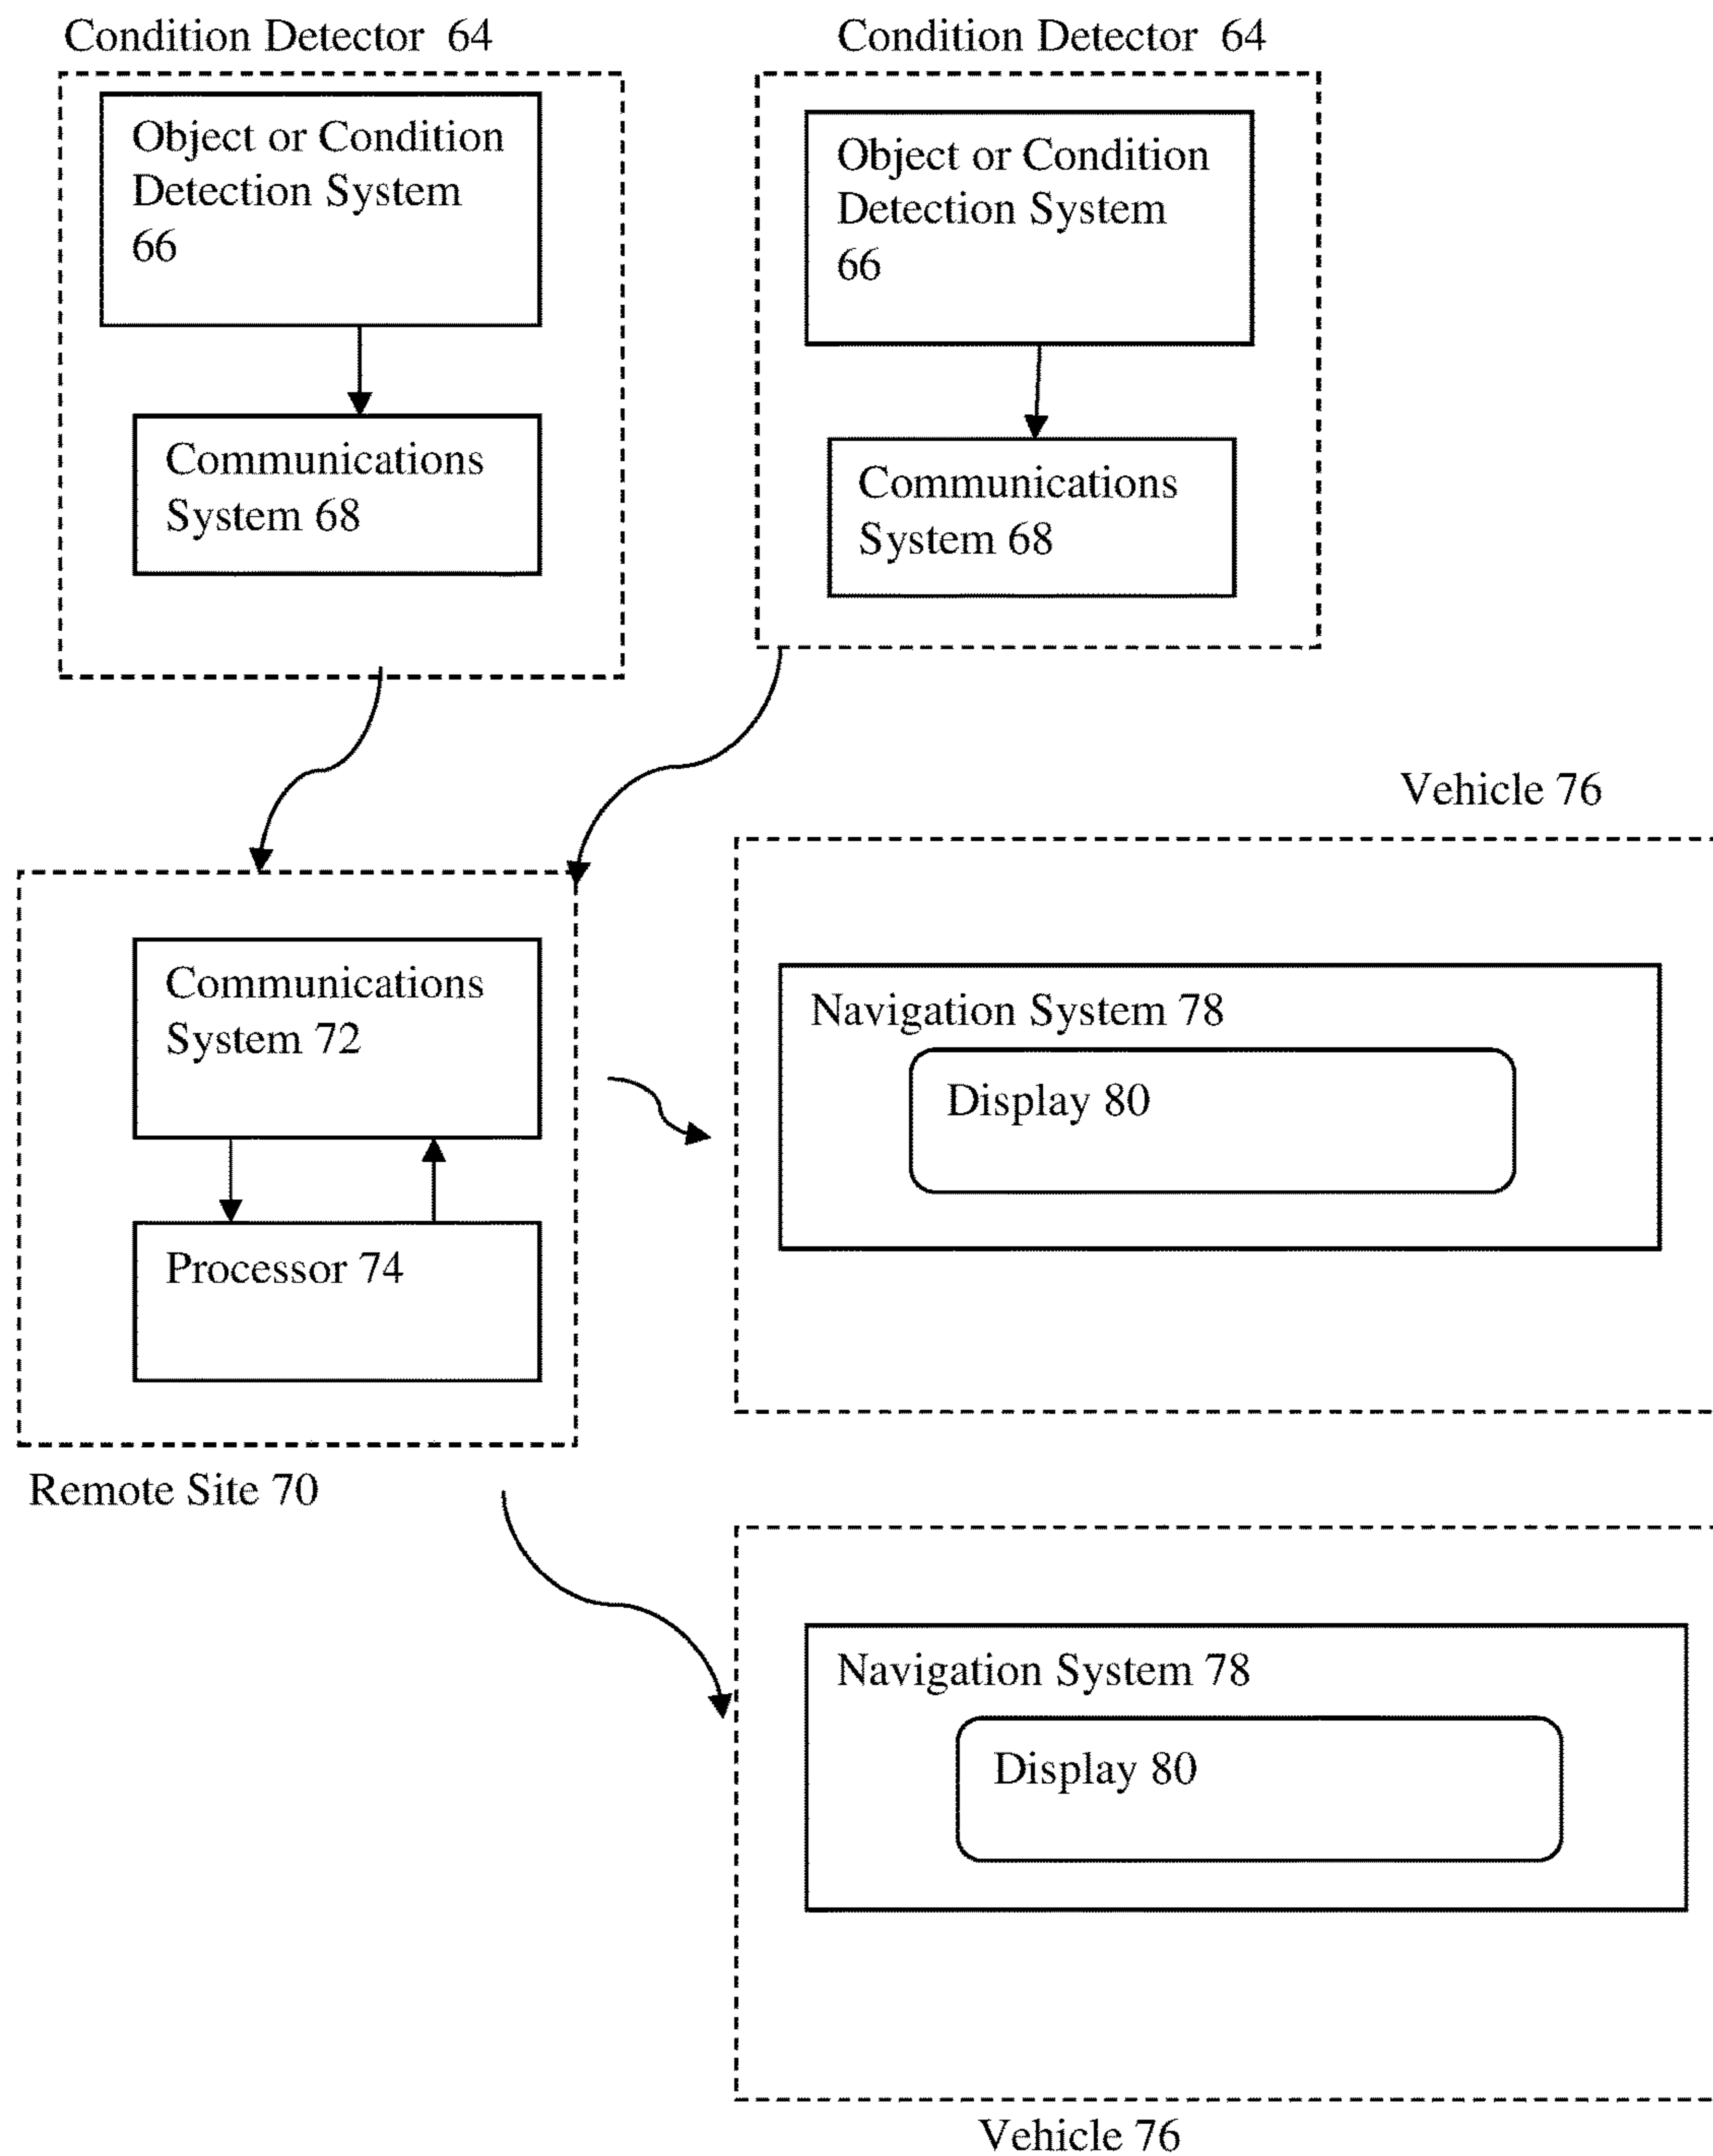 Condition Detector 64
Object or Condition
Detection System
66
Communications
System 68
Condition Detector 64
Object or Condition
Detection System
66
Communications
System 68
Communications
System 72
Processor 74
Remote Site 70
Vehicle 76
Navigation System 78
Display 80
Navigation System 78
Display 80
Vehicle 76